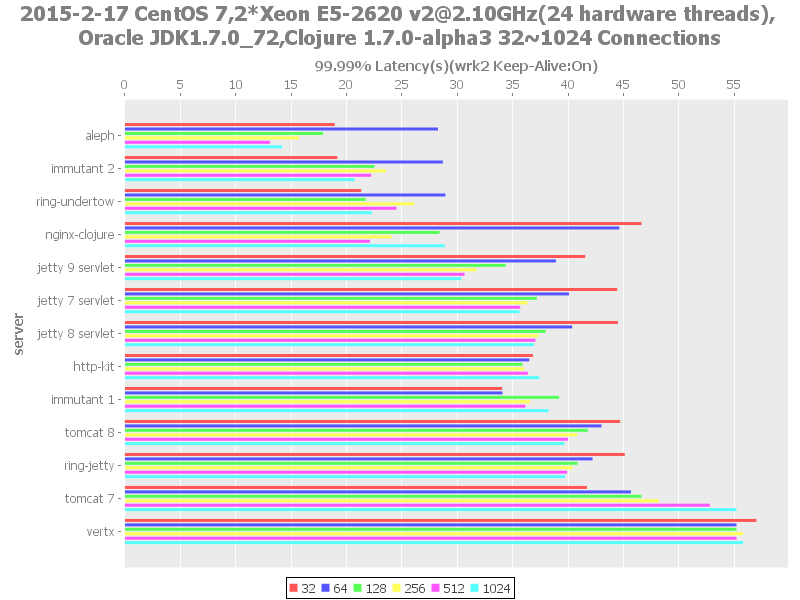 2015-2-17 CentOS 7,2*Xeon E5-2620 v2@2.10GHz(24 hardware threads),
Oracle JDK1.7.0_72,Clojure 1.7.0-alpha3 32~1024 Connections
99.99% Latency(s)(wrk2 Keep-Alive:On)
0 5 10 15 20 25 30 35 40 45 50 55
server
aleph
immutant 2
ring-undertow
nginx-clojure
jetty 9 servlet
jetty 7 servlet
jetty 8 servlet
http-kit
immutant 1
tomcat 8
ring-jetty
tomcat 7
vertx
32 64 128 256 512 1024